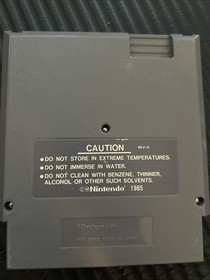 CAUTION REV-A
● DO NOT STORE IN EXTREME TEMPERATURES.
● DO NOT IMMERSE IN WATER.
● DO NOT CLEAN WITH BENZENE, THINNER,
ALCOHOL OR OTHER SUCH SOLVENTS.
©®Nintendo 1985
Nintendo